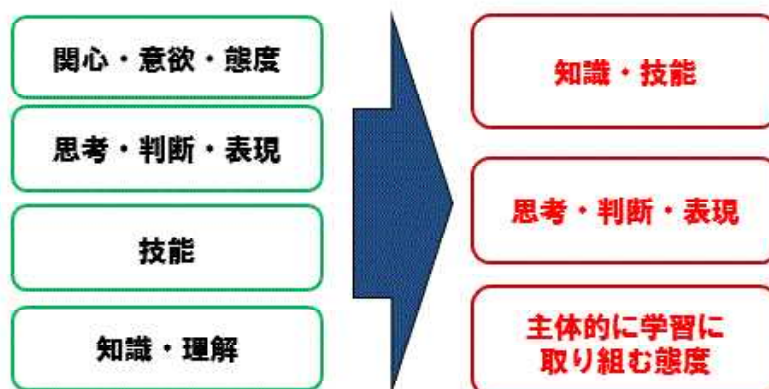 関心・意欲・態度
思考・判断・表現
技能
知識・理解
知識・技能
思考・判断・表現
主体的に学習に
取り組む態度